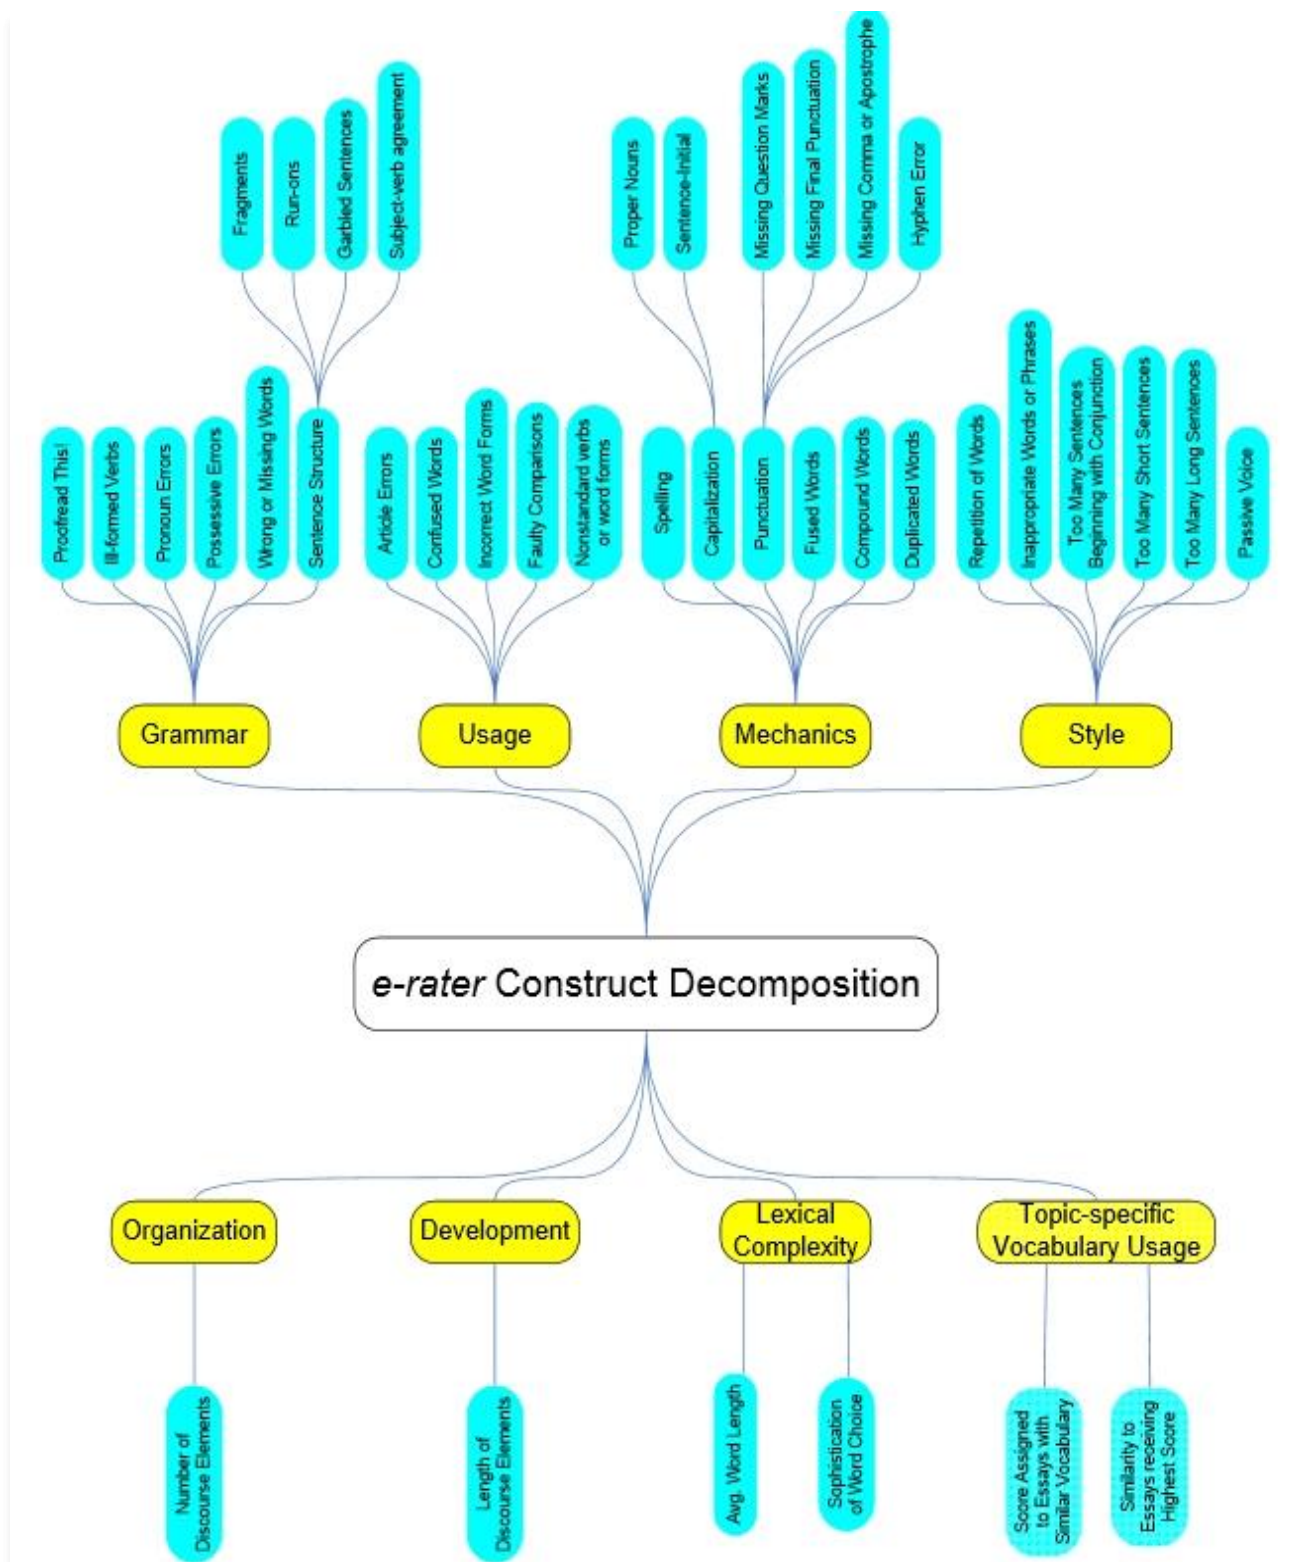 Fragments
Run-ons
Garbled Sentences
Subject-verb agreement
Proper Nouns
Sentence-Initial
Missing Question Marks
Missing Final Punctuation
Missing Comma or Apostrophe
Hyphen Error
Proofread This!
Ill-formed Verbs
Pronoun Errors
Possessive Errors
Wrong or Missing Words
Sentence Structure
Article Errors
Confused Words
Incorrect Word Forms
Faulty Comparisons
Nonstandard verbs
or word forms
Spelling
Capitalization
Punctuation
Fused Words
Compound Words
Duplicated Words
Repetition of Words
Inappropriate Words or Phrases
Too Many Sentences
Beginning with Conjunction
Too Many Short Sentences
Too Many Long Sentences
Passive Voice
Grammar
Usage
Mechanics
Style
e-rater Construct Decomposition
Organization
Development
Lexical
Complexity
Topic-specific
Vocabulary Usage
Number of
Discourse Elements
Length of
Discourse Elements
Avg. Word Length
Sophistication
of Word Choice
Score Assigned
to Essays with
Similar Vocabulary
Similarity to
Essays receiving
Highest Score